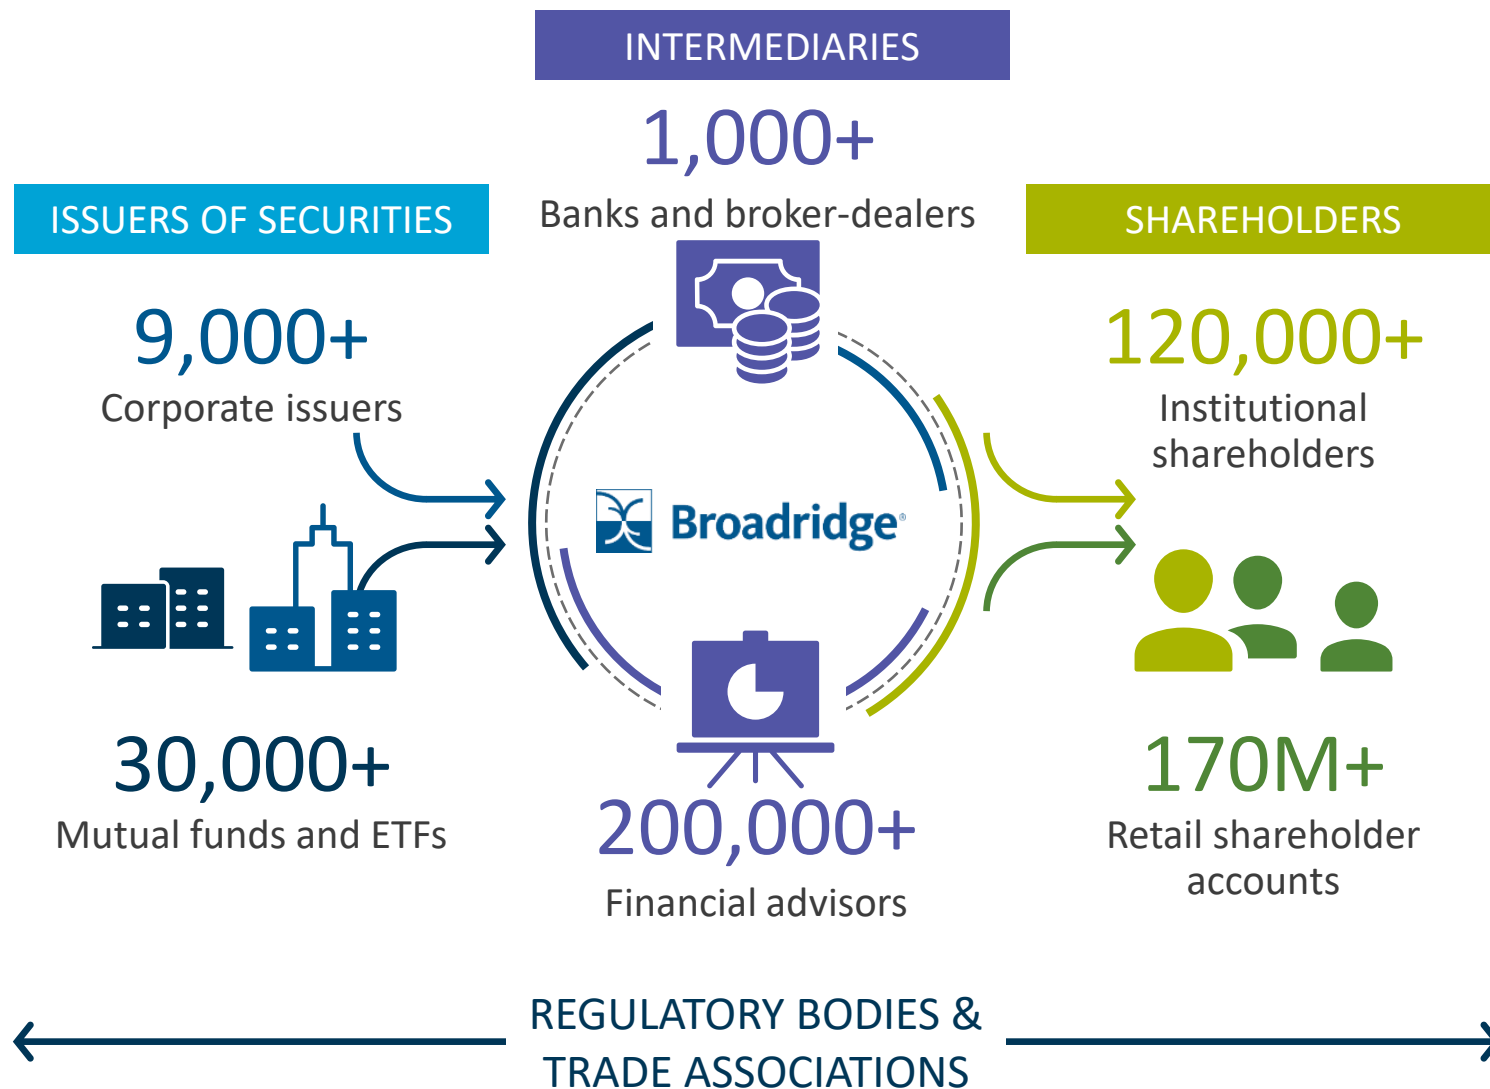 INTERMEDIARIES
1,000+
Banks and broker-dealers
ISSUERS OF SECURITIES
9,000+
Corporate issuers
30,000+
Mutual funds and ETFs
Broadridge®
200,000+
Financial advisors
SHAREHOLDERS
120,000+
Institutional
shareholders
170M+
Retail shareholder
accounts
REGULATORY BODIES &
TRADE ASSOCIATIONS